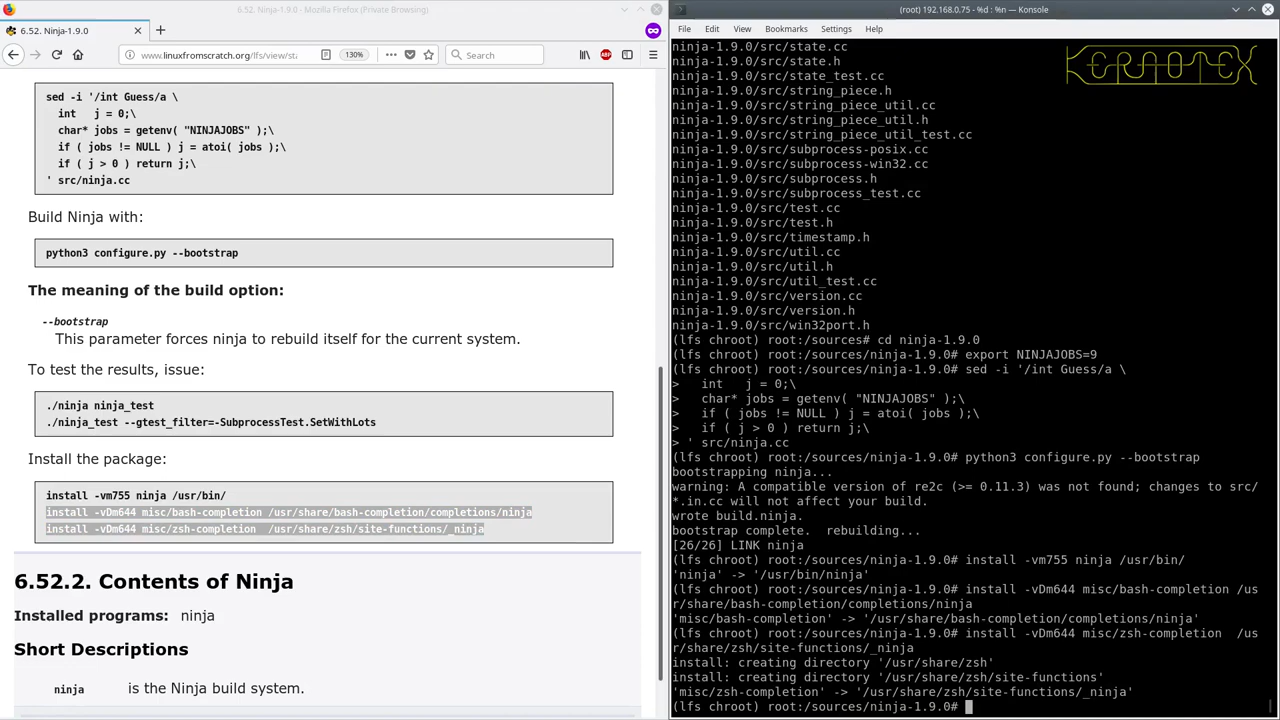 6.52. Ninja-1.9.0 - Mozilla Firefox (Private Browsing)
6.52. Ninja-1.9.0
www.linuxfromscratch.org/lfs/view/sta
130%
Search
sed -i '/int Guess/a \
int   j = 0;\
char* jobs = getenv( "NINJAJOBS" );\
if ( jobs != NULL ) j = atoi( jobs );\
if ( j > 0 ) return j;\
' src/ninja.cc
Build Ninja with:
python3 configure.py --bootstrap
The meaning of the build option:
--bootstrap
This parameter forces ninja to rebuild itself for the current system.
To test the results, issue:
./ninja ninja_test
./ninja_test --gtest_filter=-SubprocessTest.SetWithLots
Install the package:
install -vm755 ninja /usr/bin/
install -vDm644 misc/bash-completion /usr/share/bash-completion/completions/ninja
install -vDm644 misc/zsh-completion  /usr/share/zsh/site-functions/_ninja
6.52.2. Contents of Ninja
Installed programs: ninja
Short Descriptions
ninja is the Ninja build system.
(root) 192.168.0.75 - %d : %n — Konsole
File Edit View Bookmarks Settings Help
KERAOTEX
ninja-1.9.0/src/state.cc
ninja-1.9.0/src/state.h
ninja-1.9.0/src/state_test.cc
ninja-1.9.0/src/string_piece.h
ninja-1.9.0/src/string_piece_util.cc
ninja-1.9.0/src/string_piece_util.h
ninja-1.9.0/src/string_piece_util_test.cc
ninja-1.9.0/src/subprocess-posix.cc
ninja-1.9.0/src/subprocess-win32.cc
ninja-1.9.0/src/subprocess.h
ninja-1.9.0/src/subprocess_test.cc
ninja-1.9.0/src/test.cc
ninja-1.9.0/src/test.h
ninja-1.9.0/src/timestamp.h
ninja-1.9.0/src/util.cc
ninja-1.9.0/src/util.h
ninja-1.9.0/src/util_test.cc
ninja-1.9.0/src/version.cc
ninja-1.9.0/src/version.h
ninja-1.9.0/src/win32port.h
(lfs chroot) root:/sources# cd ninja-1.9.0
(lfs chroot) root:/sources/ninja-1.9.0# export NINJAJOBS=9
(lfs chroot) root:/sources/ninja-1.9.0# sed -i '/int Guess/a \
>   int   j = 0;\
>   char* jobs = getenv( "NINJAJOBS" );\
>   if ( jobs != NULL ) j = atoi( jobs );\
>   if ( j > 0 ) return j;\
> ' src/ninja.cc
(lfs chroot) root:/sources/ninja-1.9.0# python3 configure.py --bootstrap
bootstrapping ninja...
warning: A compatible version of re2c (>= 0.11.3) was not found; changes to src/
*.in.cc will not affect your build.
wrote build.ninja.
bootstrap complete.  rebuilding...
[26/26] LINK ninja
(lfs chroot) root:/sources/ninja-1.9.0# install -vm755 ninja /usr/bin/
'ninja' -> '/usr/bin/ninja'
(lfs chroot) root:/sources/ninja-1.9.0# install -vDm644 misc/bash-completion /us
r/share/bash-completion/completions/ninja
'misc/bash-completion' -> '/usr/share/bash-completion/completions/ninja'
(lfs chroot) root:/sources/ninja-1.9.0# install -vDm644 misc/zsh-completion  /us
r/share/zsh/site-functions/_ninja
install: creating directory '/usr/share/zsh'
install: creating directory '/usr/share/zsh/site-functions'
'misc/zsh-completion' -> '/usr/share/zsh/site-functions/_ninja'
(lfs chroot) root:/sources/ninja-1.9.0#